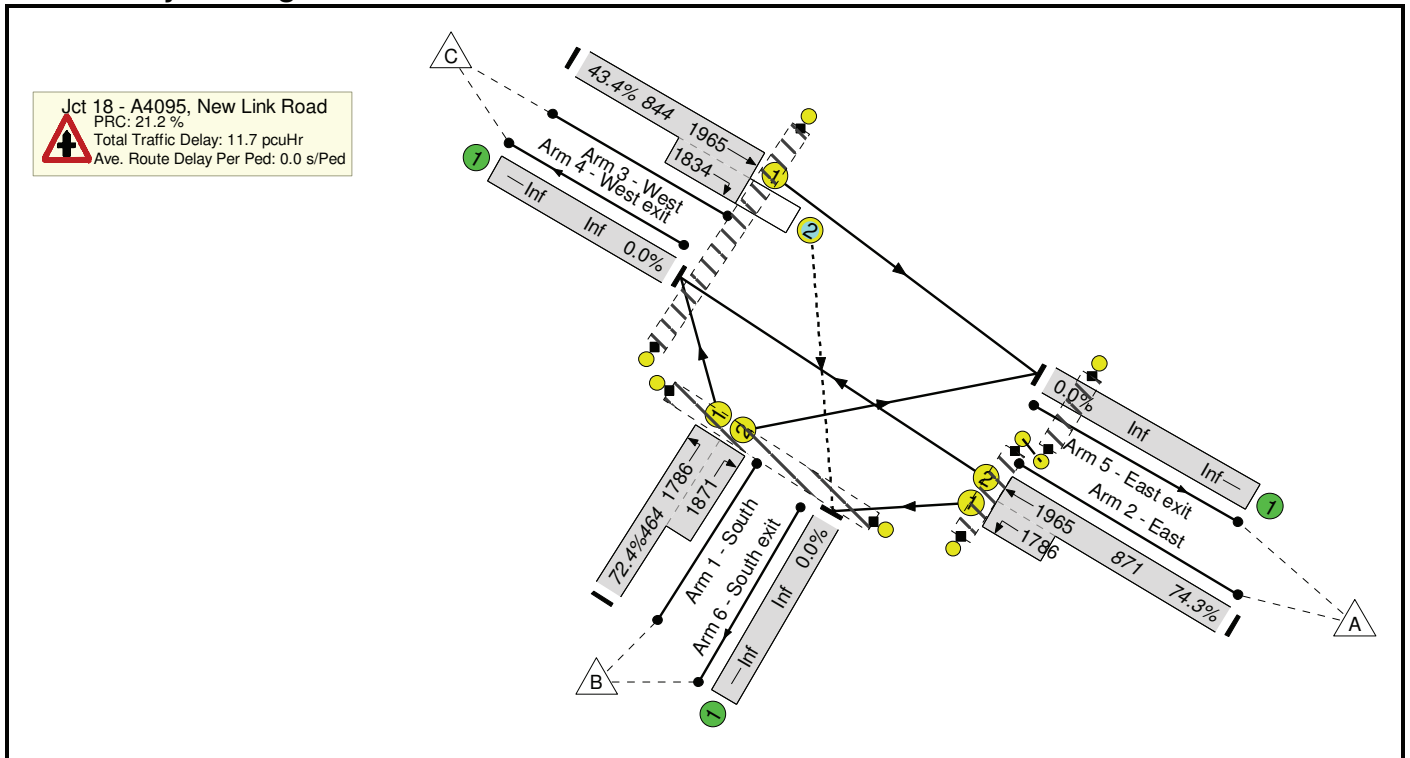 Jct 18 - A4095, New Link Road
PRC: 21.2 %
Total Traffic Delay: 11.7 pcuHr
Ave. Route Delay Per Ped: 0.0 s/Ped
C
43.4% 844 1965
1834
1
2
Arm 3 - West
Arm 4 - West exit
1
Inf Inf 0.0%
0.0% Inf Inf
Arm 5 - East exit
1
Arm 2 - East
1
2
1965 871 74.3%
1786
A
1
2
72.4% 464 1786
1871
Arm 1 - South
Arm 6 - South exit
Inf Inf 0.0%
1
B